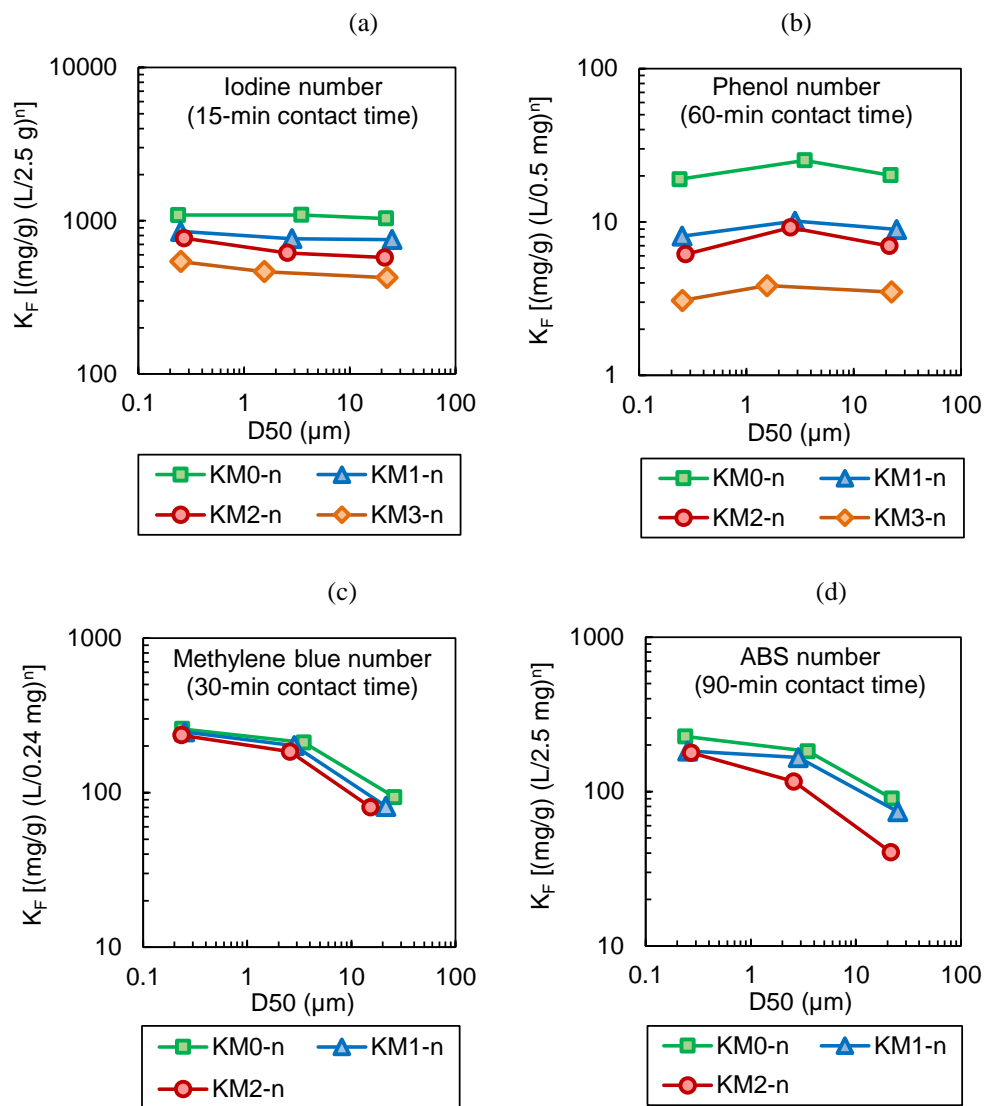 (a)
Iodine number
(15-min contact time)
K_F [(mg/g) (L/2.5 g)^n]
10000
1000
100
0.1 1 10 100
D50 (µm)
KM0-n KM1-n
KM2-n KM3-n
(b)
Phenol number
(60-min contact time)
K_F [(mg/g) (L/0.5 mg)^n]
100
10
1
0.1 1 10 100
D50 (µm)
KM0-n KM1-n
KM2-n KM3-n
(c)
Methylene blue number
(30-min contact time)
K_F [(mg/g) (L/0.24 mg)^n]
1000
100
10
0.1 1 10 100
D50 (µm)
KM0-n KM1-n
KM2-n
(d)
ABS number
(90-min contact time)
K_F [(mg/g) (L/2.5 mg)^n]
1000
100
10
0.1 1 10 100
D50 (µm)
KM0-n KM1-n
KM2-n